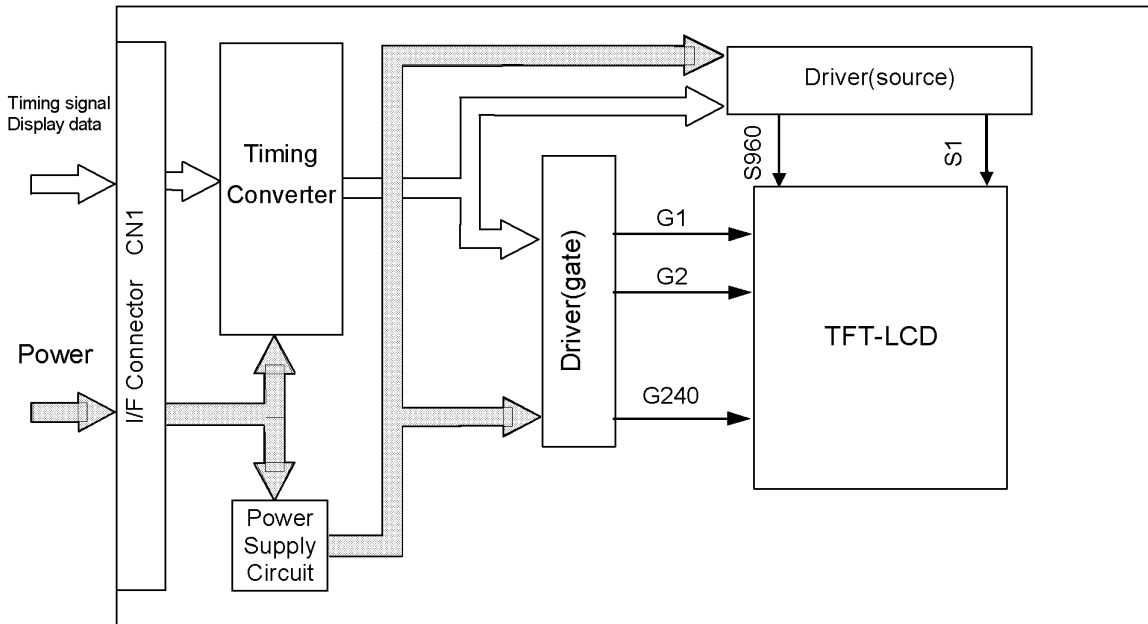 Timing signal
Display data
Power
I/F Connector CN1
Timing
Converter
Power
Supply
Circuit
Driver(source)
S960
S1
Driver(gate)
G1
G2
G240
TFT-LCD